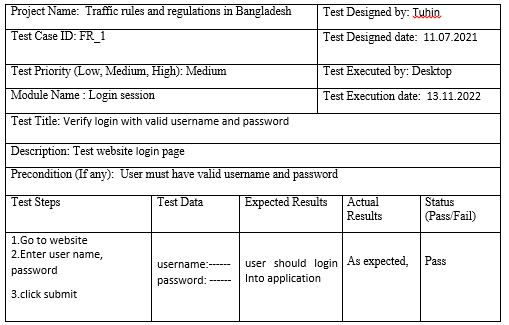 Project Name: Traffic rules and regulations in Bangladesh
Test Designed by: Tuhin
Test Case ID: FR_1
Test Designed date: 11.07.2021
Test Priority (Low, Medium, High): Medium
Test Executed by: Desktop
Module Name : Login session
Test Execution date: 13.11.2022
Test Title: Verify login with valid username and password
Description: Test website login page
Precondition (If any): User must have valid username and password
Test Steps
Test Data
Expected Results
Actual
Results
Status
(Pass/Fail)
1.Go to website
2.Enter user name,
password
3.click submit
username:------
password: ------
user should login
Into application
As expected,
Pass